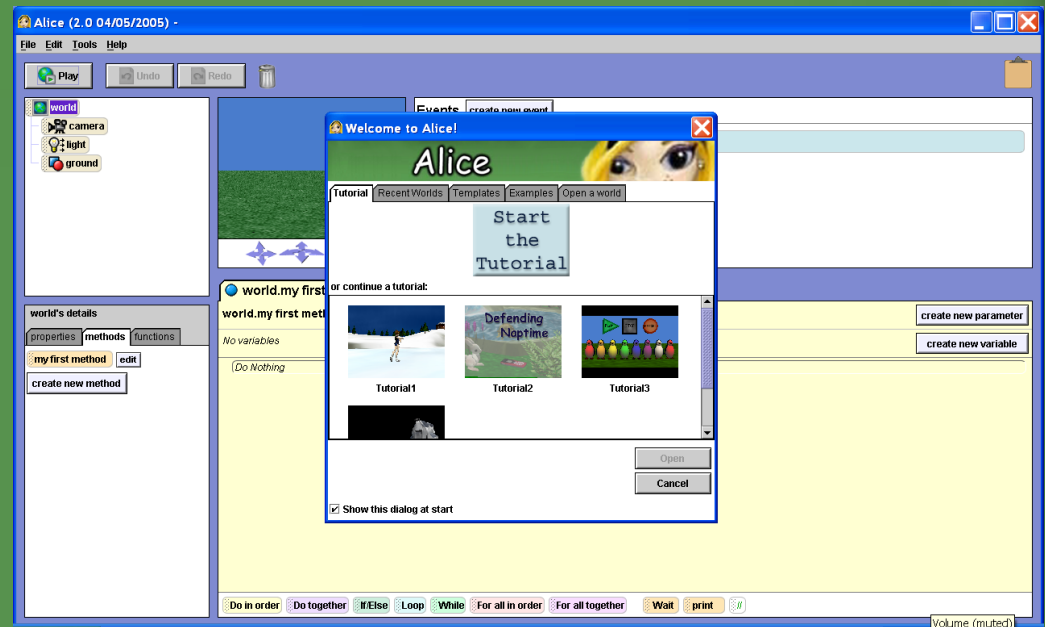 Alice (2.0 04/05/2005) -
File Edit Tools Help
Play Undo Redo
world
camera
light
ground
Events create new event
Welcome to Alice!
Alice
Tutorial Recent Worlds Templates Examples Open a world
Start
the
Tutorial
or continue a tutorial:
Defending
Naptime
Tutorial1 Tutorial2 Tutorial3
Open
Cancel
Show this dialog at start
world's details
properties methods functions
my first method edit
create new method
world.my first
world.my first met
create new parameter
No variables
create new variable
(Do Nothing
Do in order Do together If/Else Loop While For all in order For all together Wait print //
Volume (muted)